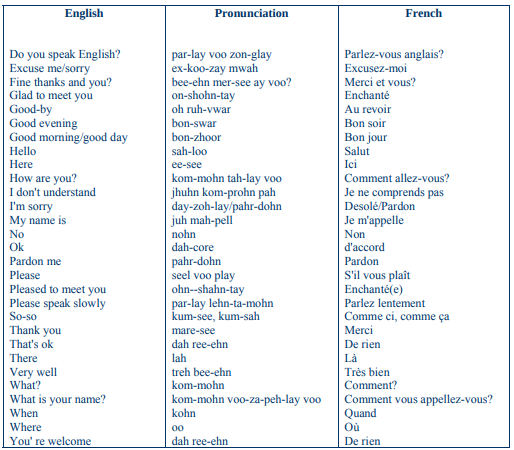 English Pronunciation French
Do you speak English? par-lay voo zon-glay Parlez-vous anglais?
Excuse me/sorry ex-koo-zay mwah Excusez-moi
Fine thanks and you? bee-ehn mer-see ay voo? Merci et vous?
Glad to meet you on-shohn-tay Enchanté
Good-by oh ruh-vwar Au revoir
Good evening bon-swar Bon soir
Good morning/good day bon-zhoor Bon jour
Hello sah-loo Salut
Here ee-see Ici
How are you? kom-mohn tah-lay voo Comment allez-vous?
I don't understand jhuhn kom-prohn pah Je ne comprends pas
I'm sorry day-zoh-lay/pahr-dohn Desolé/Pardon
My name is juh mah-pell Je m'appelle
No nohn Non
Ok dah-core d'accord
Pardon me pahr-dohn Pardon
Please seel voo play S'il vous plaît
Pleased to meet you ohn--shahn-tay Enchanté(e)
Please speak slowly par-lay lehn-ta-mohn Parlez lentement
So-so kum-see, kum-sah Comme ci, comme ça
Thank you mare-see Merci
That's ok dah ree-ehn De rien
There lah Là
Very well treh bee-ehn Très bien
What? kom-mohn Comment?
What is your name? kom-mohn voo-za-peh-lay voo Comment vous appellez-vous?
When kohn Quand
Where oo Où
You' re welcome dah ree-ehn De rien